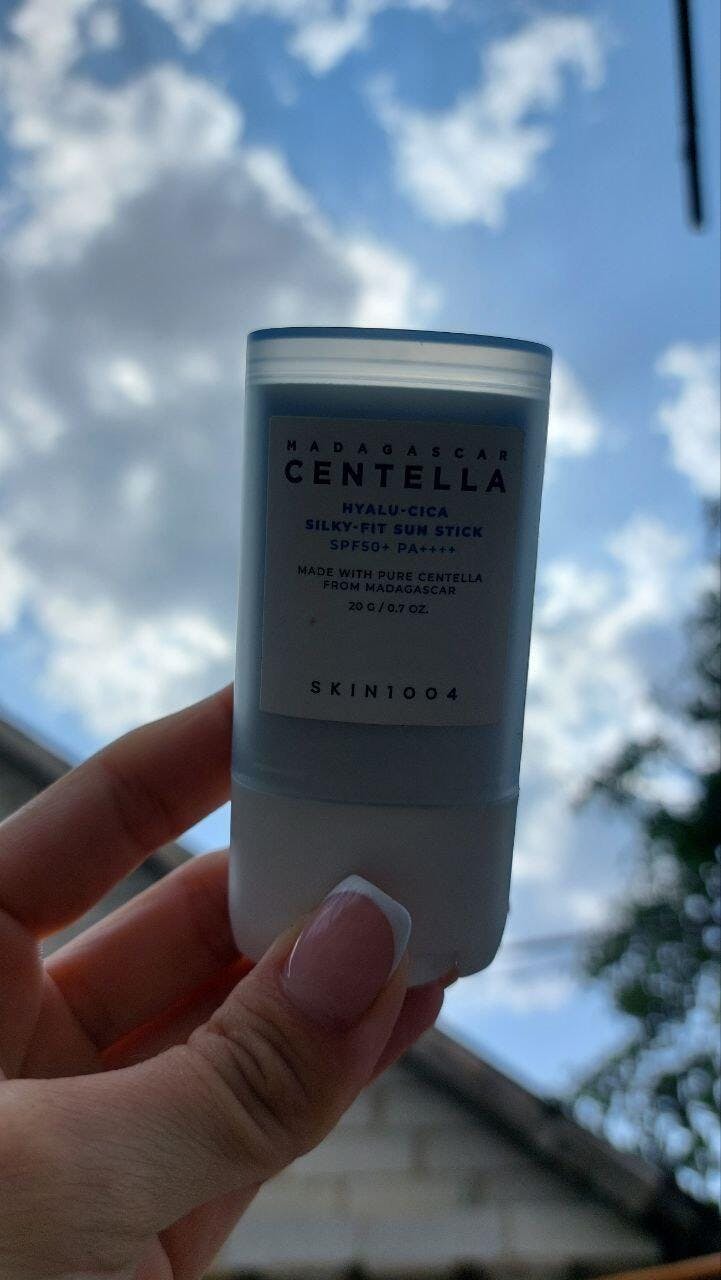 MADAGASCAR
CENTELLA
HYALU-CICA
SILKY-FIT SUN STICK
SPF50+ PA++++
MADE WITH PURE CENTELLA
FROM MADAGASCAR
20 G / 0.7 OZ.
SKIN1004